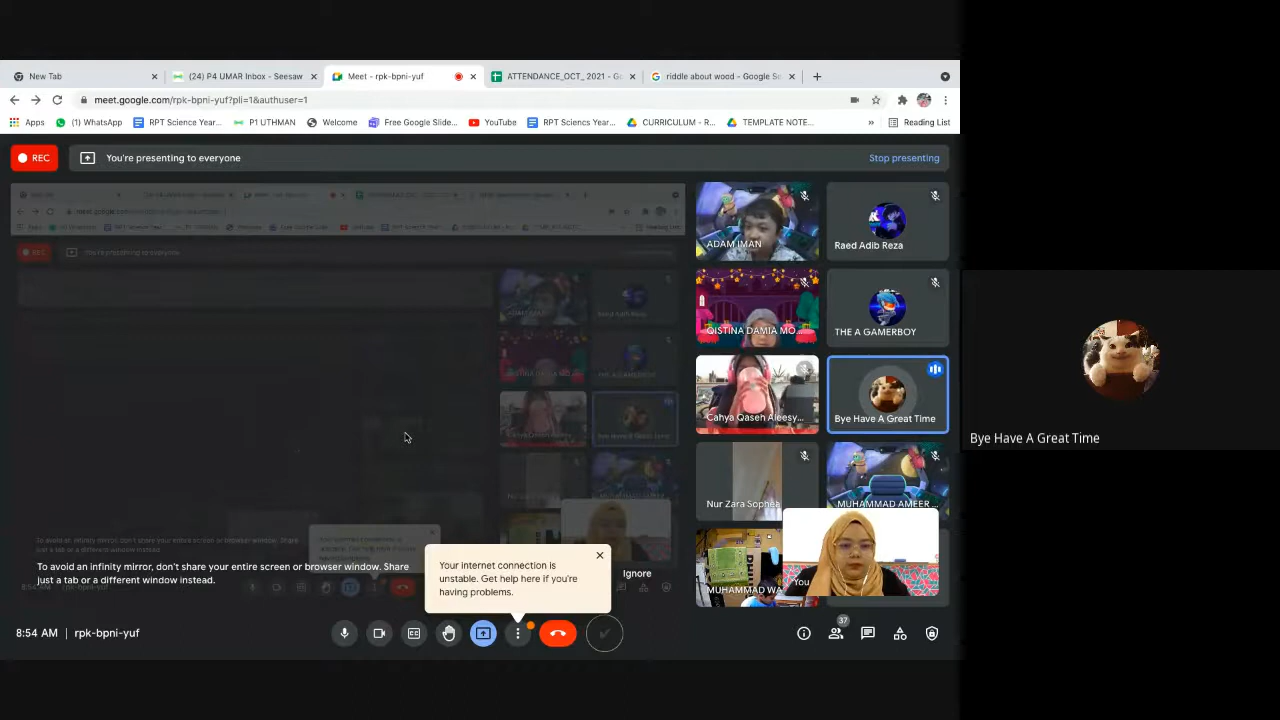 New Tab
(24) P4 UMAR Inbox - Seesaw
Meet - rpk-bpni-yuf
ATTENDANCE_OCT_ 2021 - Go
riddle about wood - Google Se
meet.google.com/rpk-bpni-yuf?pli=1&authuser=1
Apps
(1) WhatsApp
RPT Science Year...
P1 UTHMAN
Welcome
Free Google Slide...
YouTube
RPT Sciencs Year...
CURRICULUM - R...
TEMPLATE NOTE...
»
Reading List
REC
You're presenting to everyone
Stop presenting
ADAM IMAN
Raed Adib Reza
QISTINA DAMIA MO...
THE A GAMERBOY
Cahya Qaseh Aleesy...
Bye Have A Great Time
Nur Zara Sophea
MUHAMMAD AMEER ...
MUHAMMAD WA
You
Bye Have A Great Time
To avoid an infinity mirror, don't share your entire screen or browser window. Share
just a tab or a different window instead.
Ignore
Your internet connection is
unstable. Get help here if you're
having problems.
8:54 AM | rpk-bpni-yuf
37